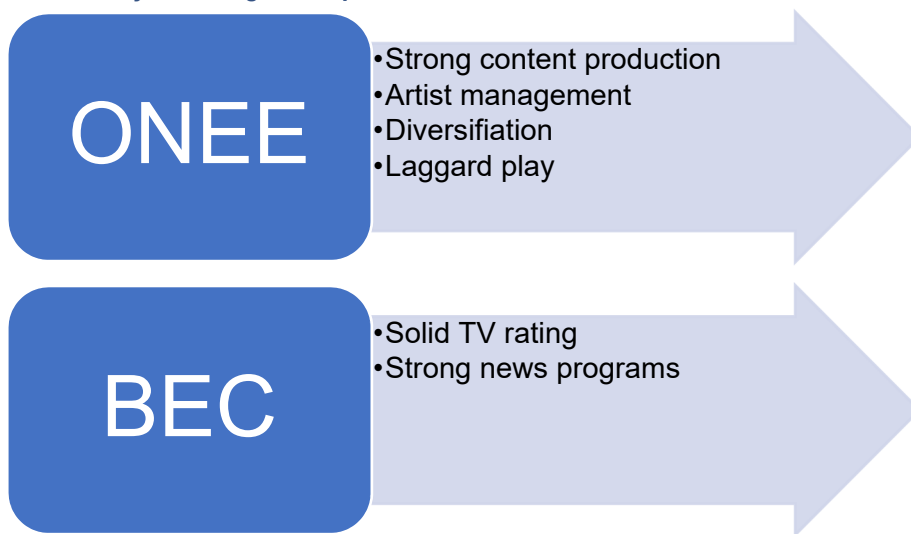 ONEE
•Strong content production
•Artist management
•Diversifiation
•Laggard play
BEC
•Solid TV rating
•Strong news programs